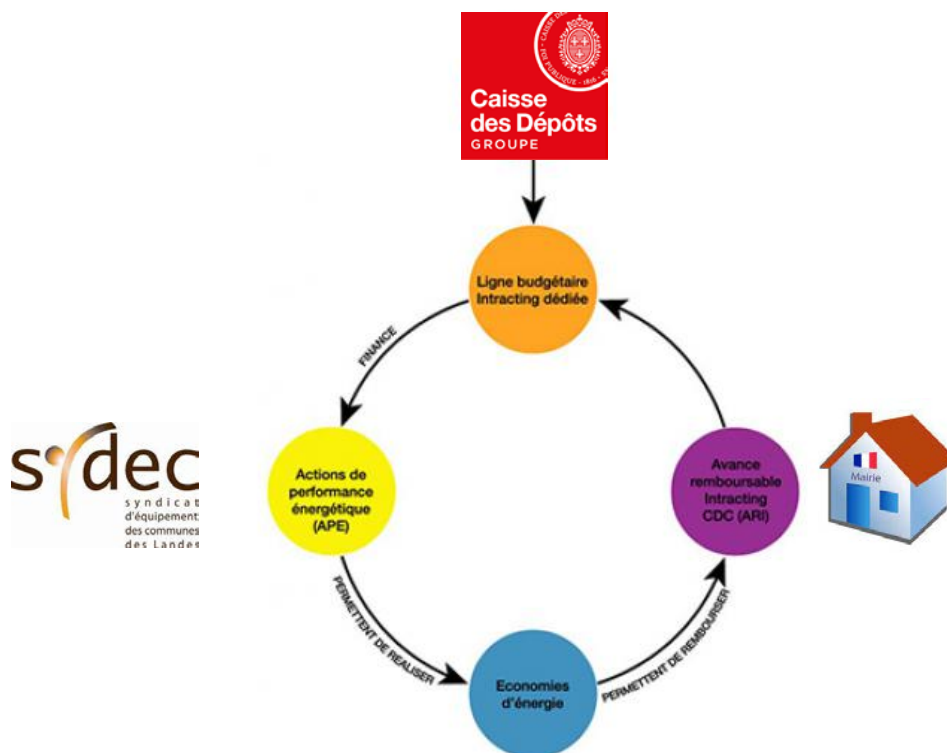 Caisse
des Dépôts
GROUPE
Ligne budgétaire
Intracting dédiée
FINANCE
sydec
syndicat
d'équipement
des communes
des Landes
Actions de
performance
énergétique
(APE)
Avance
remboursable
Intracting
CDC (ARI)
Mairie
PERMETTENT DE REALISER
PERMETTENT DE REMBOURSER
Economies
d'énergie